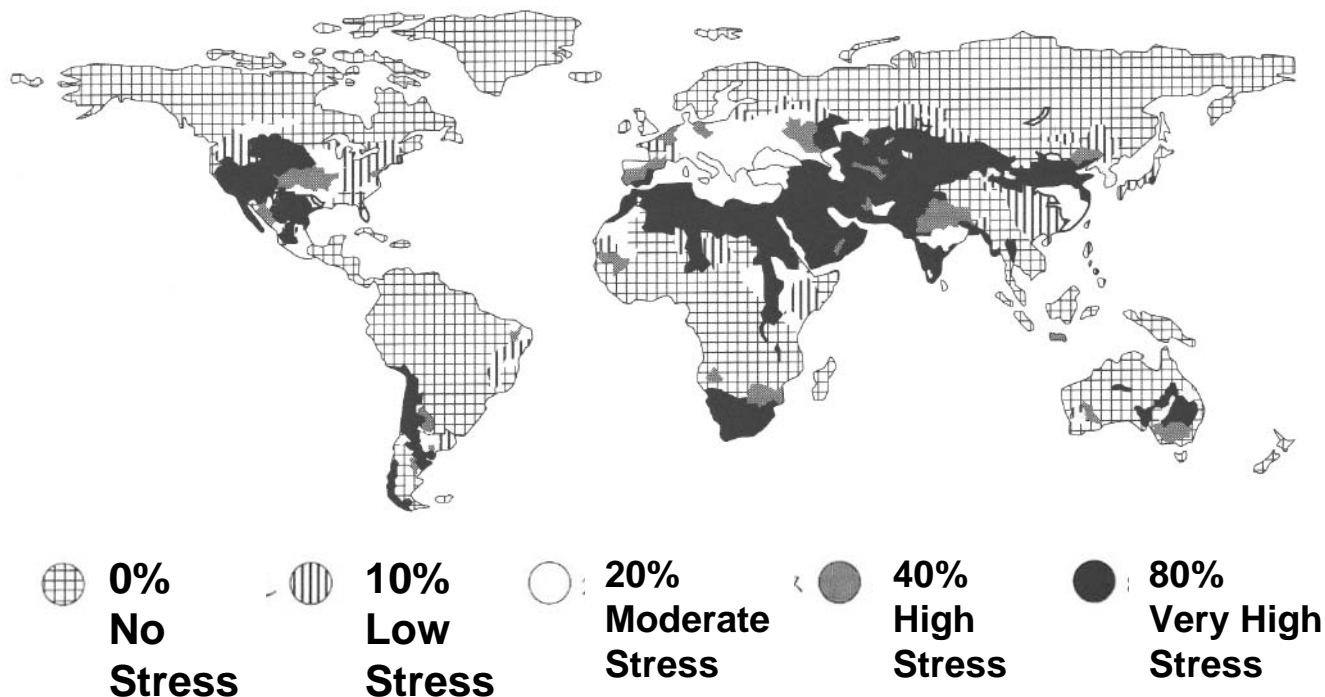 0%
No
Stress
10%
Low
Stress
20%
Moderate
Stress
40%
High
Stress
80%
Very High
Stress